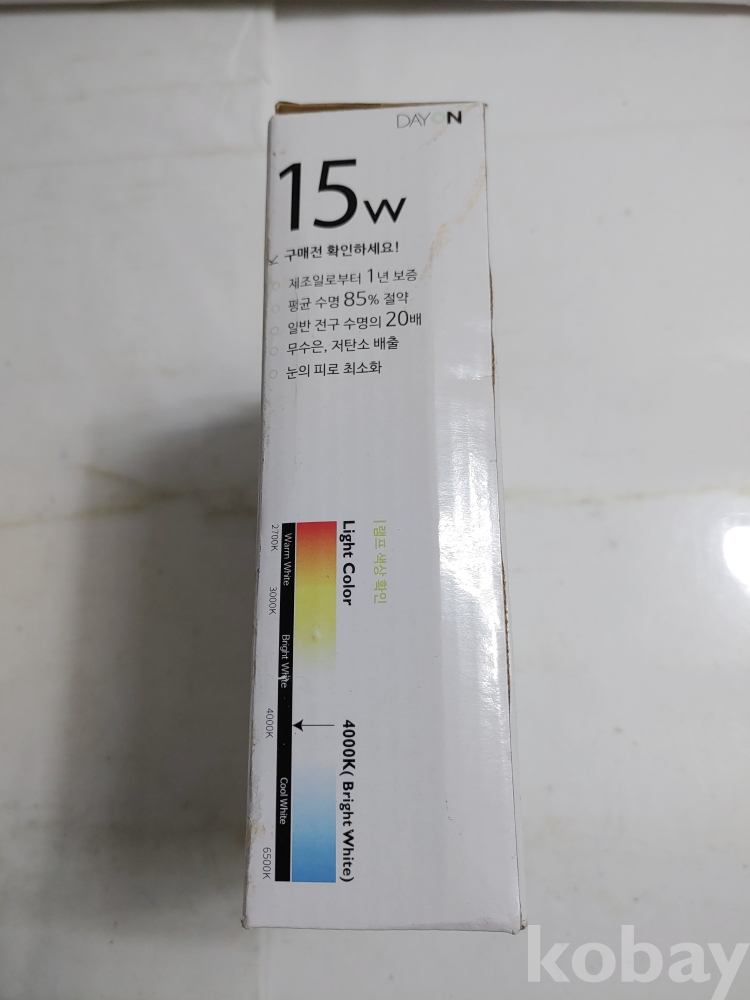 DAYON
15W
구매전 확인하세요!
제조일로부터 1년 보증
평균 수명 85% 절약
일반 전구 수명의 20배
무수은, 저탄소 배출
눈의 피로 최소화
| 램프 색상 확인
Light Color
4000K( Bright White)
Warm White
Bright White
Cool White
2700K
3000K
4000K
6500K
kobay